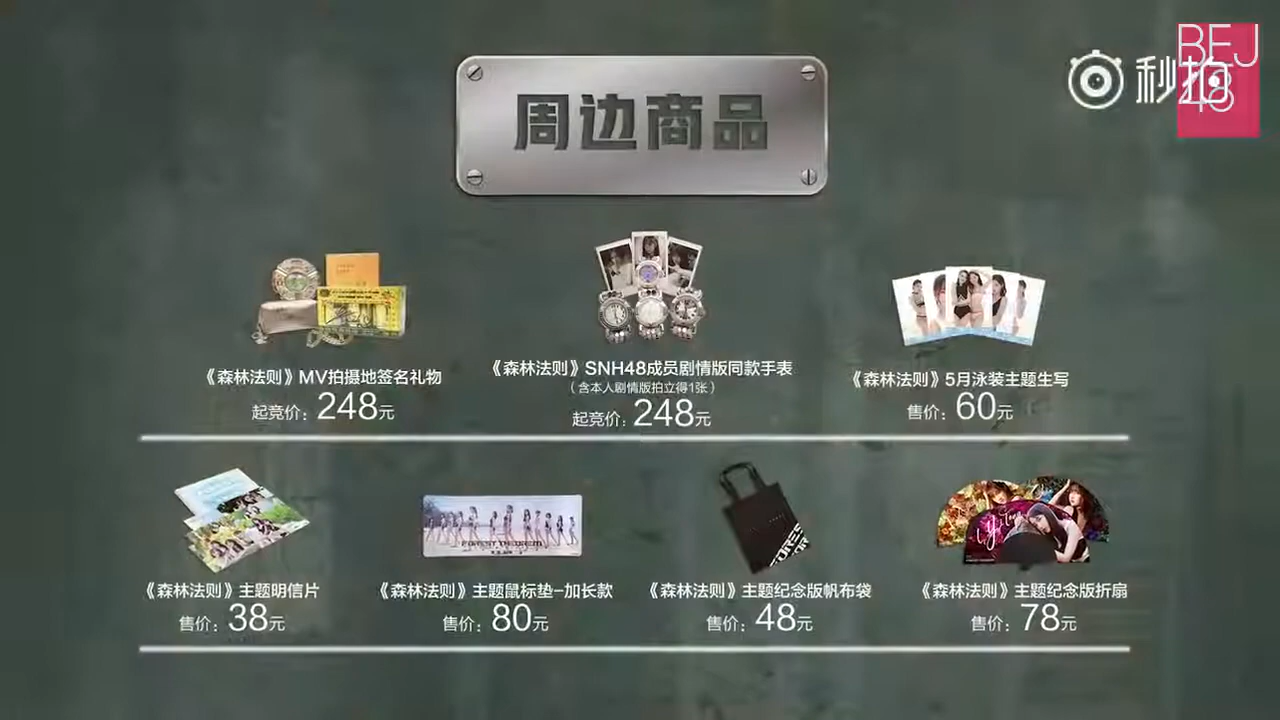 BEJ
48
秒拍
周边商品
《森林法则》MV拍摄地签名礼物
起竞价：248元
《森林法则》SNH48成员剧情版同款手表
（含本人剧情版拍立得1张）
起竞价：248元
《森林法则》5月泳装主题生写
售价：60元
《森林法则》主题明信片
售价：38元
《森林法则》主题鼠标垫-加长款
售价：80元
《森林法则》主题纪念版帆布袋
售价：48元
《森林法则》主题纪念版折扇
售价：78元